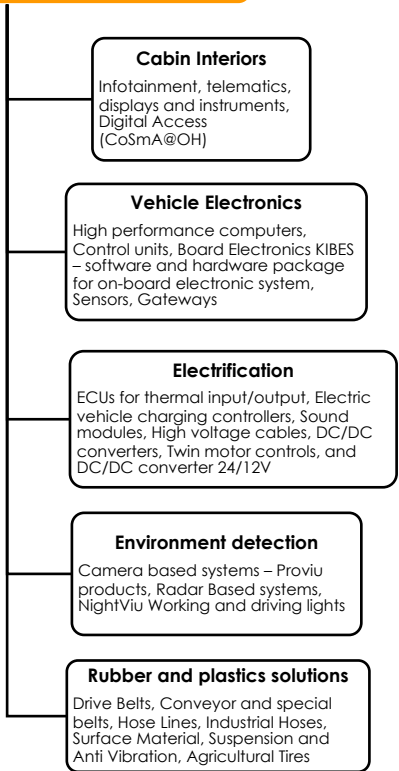 Cabin Interiors
Infotainment, telematics,
displays and instruments,
Digital Access
(CoSmA@OH)
Vehicle Electronics
High performance computers,
Control units, Board Electronics KIBES
– software and hardware package
for on-board electronic system,
Sensors, Gateways
Electrification
ECUs for thermal input/output, Electric
vehicle charging controllers, Sound
modules, High voltage cables, DC/DC
converters, Twin motor controls, and
DC/DC converter 24/12V
Environment detection
Camera based systems – Proviu
products, Radar Based systems,
NightViu Working and driving lights
Rubber and plastics solutions
Drive Belts, Conveyor and special
belts, Hose Lines, Industrial Hoses,
Surface Material, Suspension and
Anti Vibration, Agricultural Tires